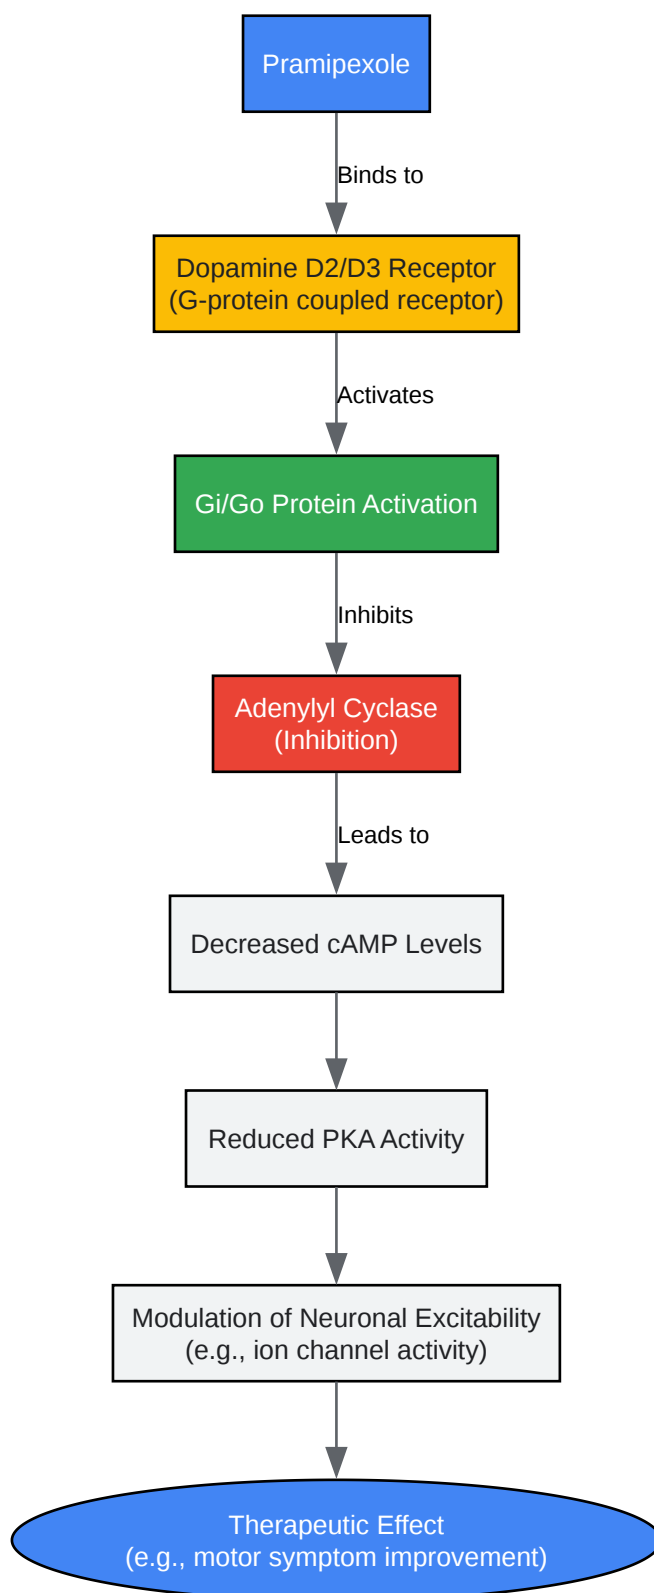 Pramipexole
Binds to
Dopamine D2/D3 Receptor
(G-protein coupled receptor)
Activates
Gi/Go Protein Activation
Inhibits
Adenylyl Cyclase
(Inhibition)
Leads to
Decreased cAMP Levels
Reduced PKA Activity
Modulation of Neuronal Excitability
(e.g., ion channel activity)
Therapeutic Effect
(e.g., motor symptom improvement)